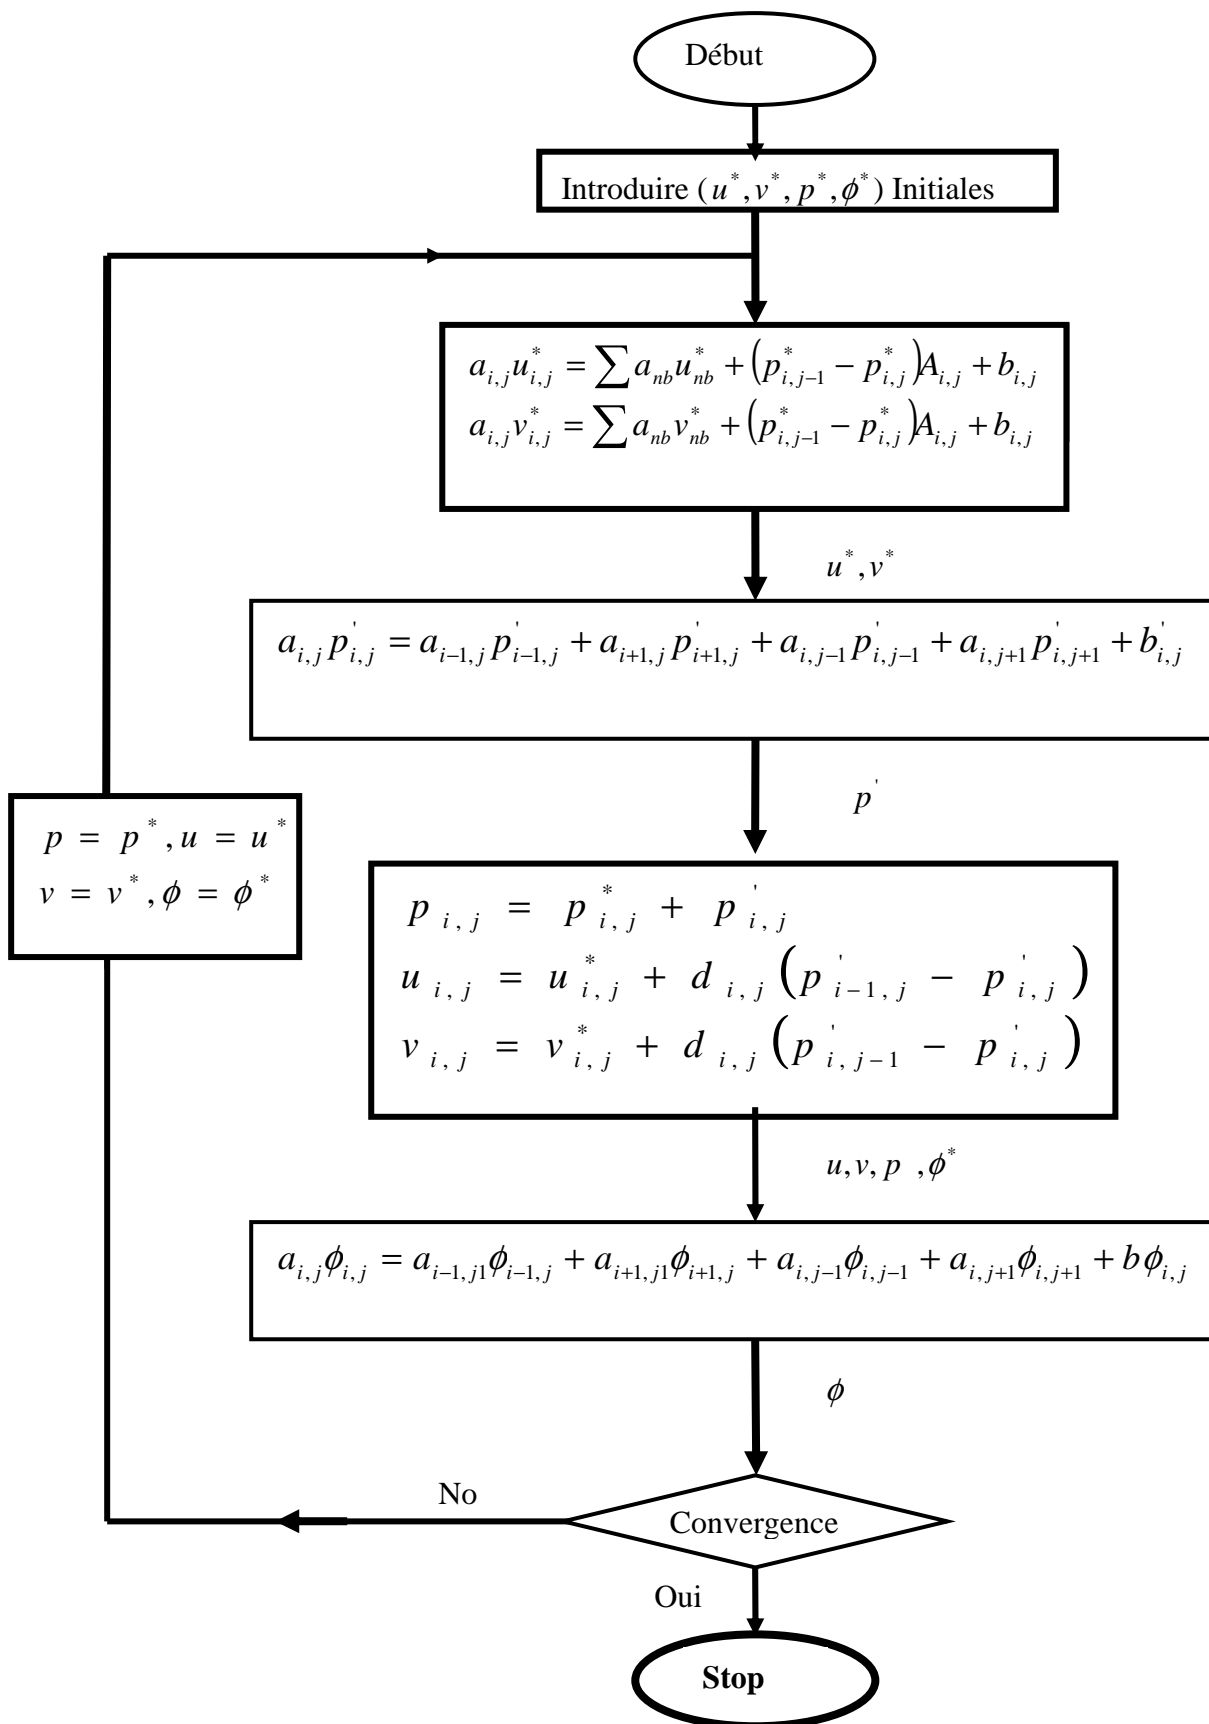 Début
Introduire (u*, v*, p*, ϕ*) Initiales
a_{i,j} u*_{i,j} = ∑ a_{nb} u*_{nb} + (p*_{i,j−1} − p*_{i,j}) A_{i,j} + b_{i,j}
a_{i,j} v*_{i,j} = ∑ a_{nb} v*_{nb} + (p*_{i,j−1} − p*_{i,j}) A_{i,j} + b_{i,j}
u*, v*
a_{i,j} p'_{i,j} = a_{i−1,j} p'_{i−1,j} + a_{i+1,j} p'_{i+1,j} + a_{i,j−1} p'_{i,j−1} + a_{i,j+1} p'_{i,j+1} + b'_{i,j}
p'
p = p*, u = u*
v = v*, ϕ = ϕ*
p_{i,j} = p*_{i,j} + p'_{i,j}
u_{i,j} = u*_{i,j} + d_{i,j} (p'_{i−1,j} − p'_{i,j})
v_{i,j} = v*_{i,j} + d_{i,j} (p'_{i,j−1} − p'_{i,j})
u, v, p , ϕ*
a_{i,j} ϕ_{i,j} = a_{i−1,j1} ϕ_{i−1,j} + a_{i+1,j1} ϕ_{i+1,j} + a_{i,j−1} ϕ_{i,j−1} + a_{i,j+1} ϕ_{i,j+1} + bϕ_{i,j}
ϕ
No
Convergence
Oui
Stop